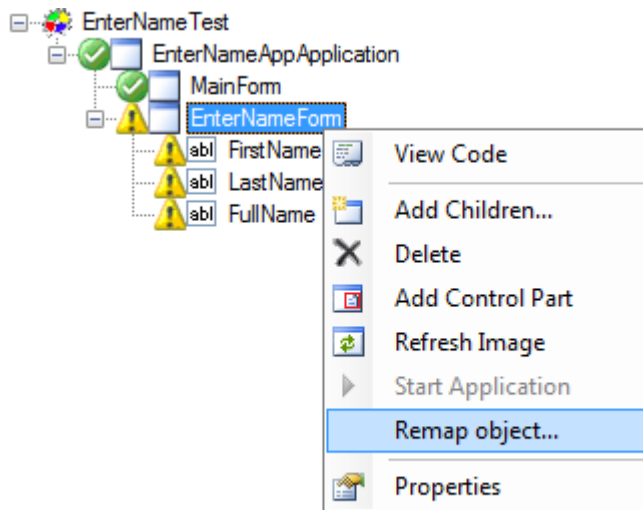 EnterNameTest
EnterNameAppApplication
MainForm
EnterNameForm
abl FirstName
abl LastName
abl FullName
View Code
Add Children...
Delete
Add Control Part
Refresh Image
Start Application
Remap object...
Properties